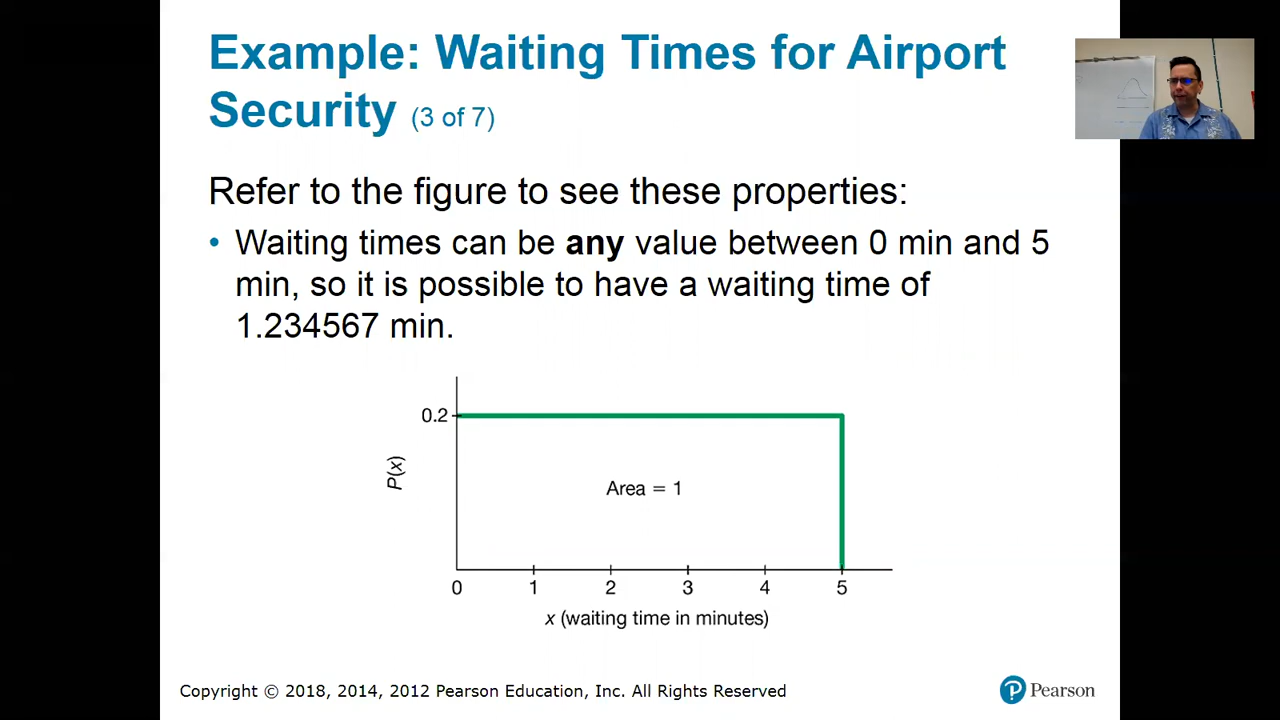 Example: Waiting Times for Airport
Security (3 of 7)
Refer to the figure to see these properties:
• Waiting times can be any value between 0 min and 5
min, so it is possible to have a waiting time of
1.234567 min.
0.2
P(x)
Area = 1
0 1 2 3 4 5
x (waiting time in minutes)
Copyright © 2018, 2014, 2012 Pearson Education, Inc. All Rights Reserved
P Pearson